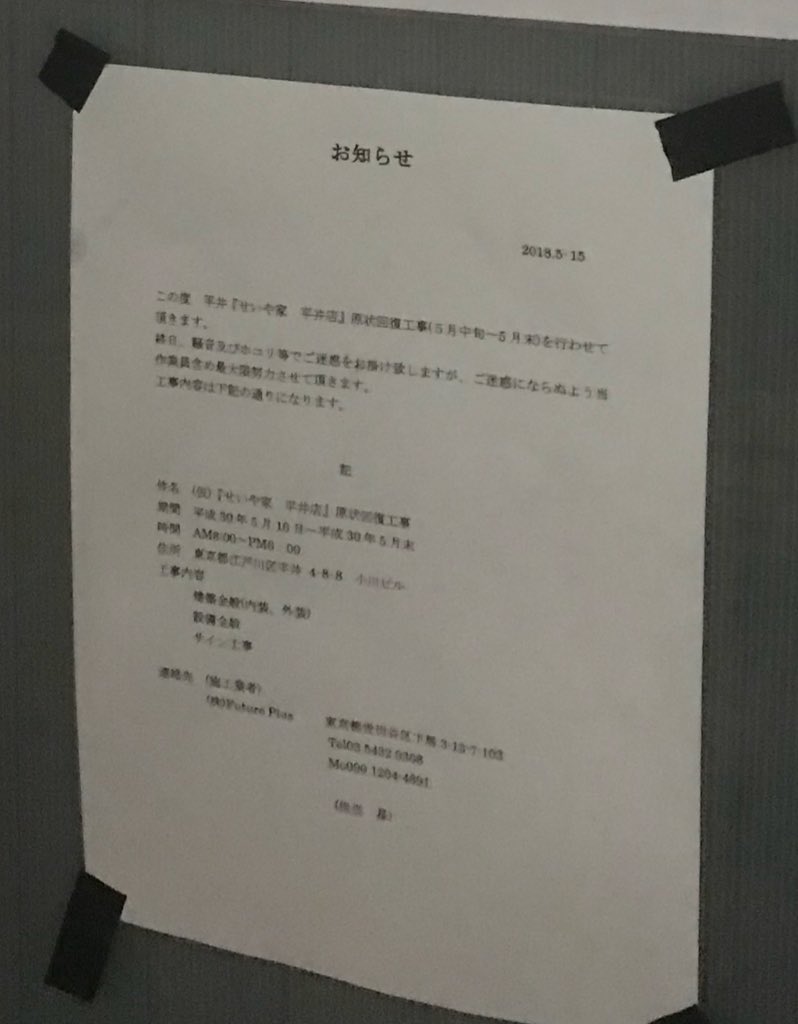 お知らせ
2018.5 15
この度 平井『せいや家 平井店』原状回復工事(5月中旬~5月末)を行わせて
頂きます。
終日、騒音及びホコリ等でご迷惑をお掛け致しますが、ご迷惑にならぬよう当
作業員含め最大限努力させて頂きます。
工事内容は下記の通りになります。
記
件名 (仮)『せいや家 平井店』原状回復工事
期間 平成30年5月16日~平成30年5月末
時間 AM8:00~PM6 00
住所 東京都江戸川区平井 4-8-8 小川ビル
工事内容
建築全般(内装、外装)
設備全般
サイン工事
連絡先 (施工業者)
(株)Future Plus 東京都世田谷区下馬 3-13-7-103
Tel03 5432 9368
Mo090 1204-4691
(担当